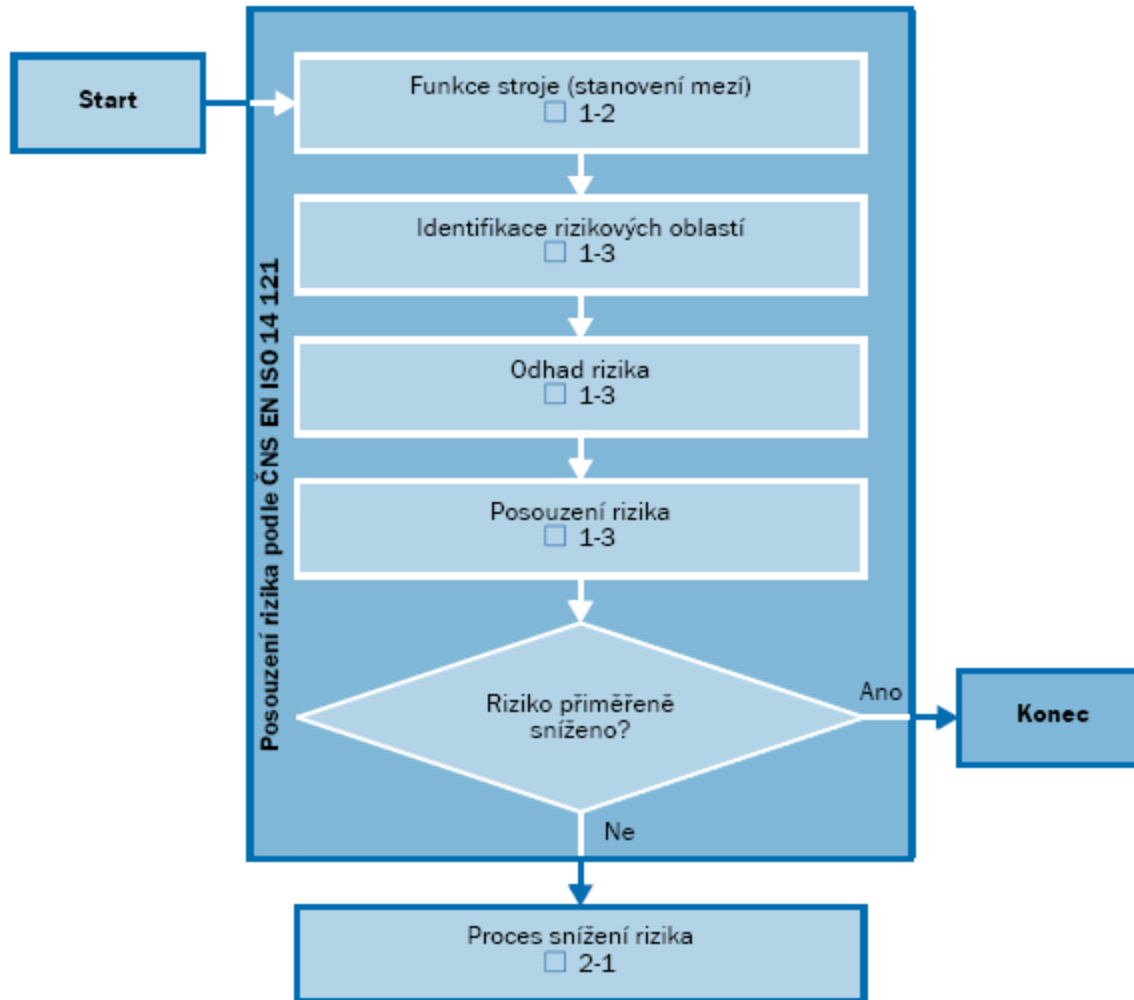 Start
Funkce stroje (stanovení mezí)
☐ 1-2
Identifikace rizikových oblastí
☐ 1-3
Odhad rizika
☐ 1-3
Posouzení rizika
☐ 1-3
Posouzení rizika podle ČNS EN ISO 14 121
Riziko přiměřeně
sníženo?
Ano
Konec
Ne
Proces snížení rizika
☐ 2-1